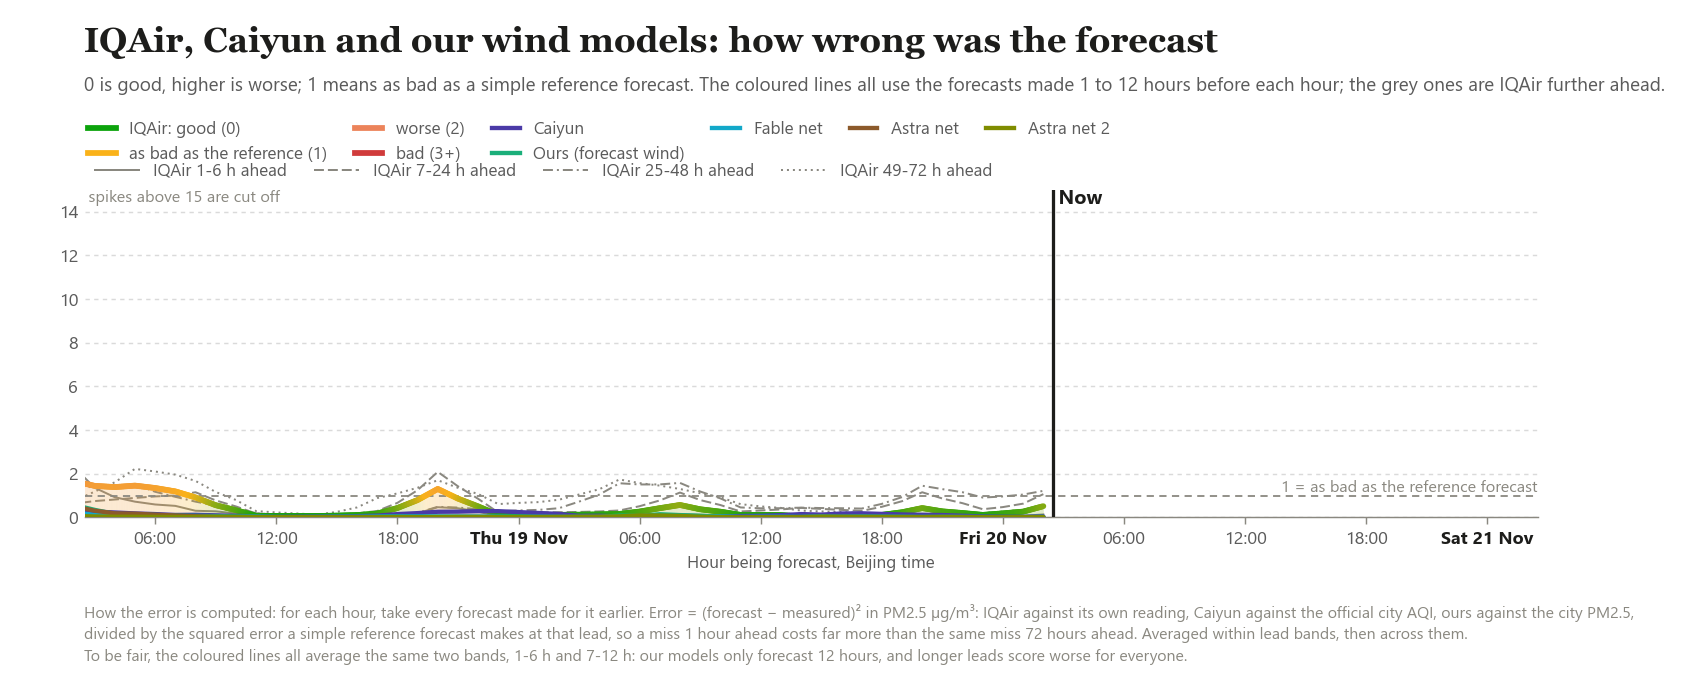 IQAir, Caiyun and our wind models: how wrong was the forecast
0 is good, higher is worse; 1 means as bad as a simple reference forecast. The coloured lines all use the forecasts made 1 to 12 hours before each hour; the grey ones are IQAir further ahead.
IQAir: good (0) worse (2) Caiyun Fable net Astra net Astra net 2
as bad as the reference (1) bad (3+) Ours (forecast wind)
IQAir 1-6 h ahead IQAir 7-24 h ahead IQAir 25-48 h ahead IQAir 49-72 h ahead
spikes above 15 are cut off
Now
14
12
10
8
6
4
2
1 = as bad as the reference forecast
0
06:00 12:00 18:00 Thu 19 Nov 06:00 12:00 18:00 Fri 20 Nov 06:00 12:00 18:00 Sat 21 Nov
Hour being forecast, Beijing time
How the error is computed: for each hour, take every forecast made for it earlier. Error = (forecast − measured)² in PM2.5 µg/m³: IQAir against its own reading, Caiyun against the official city AQI, ours against the city PM2.5,
divided by the squared error a simple reference forecast makes at that lead, so a miss 1 hour ahead costs far more than the same miss 72 hours ahead. Averaged within lead bands, then across them.
To be fair, the coloured lines all average the same two bands, 1-6 h and 7-12 h: our models only forecast 12 hours, and longer leads score worse for everyone.